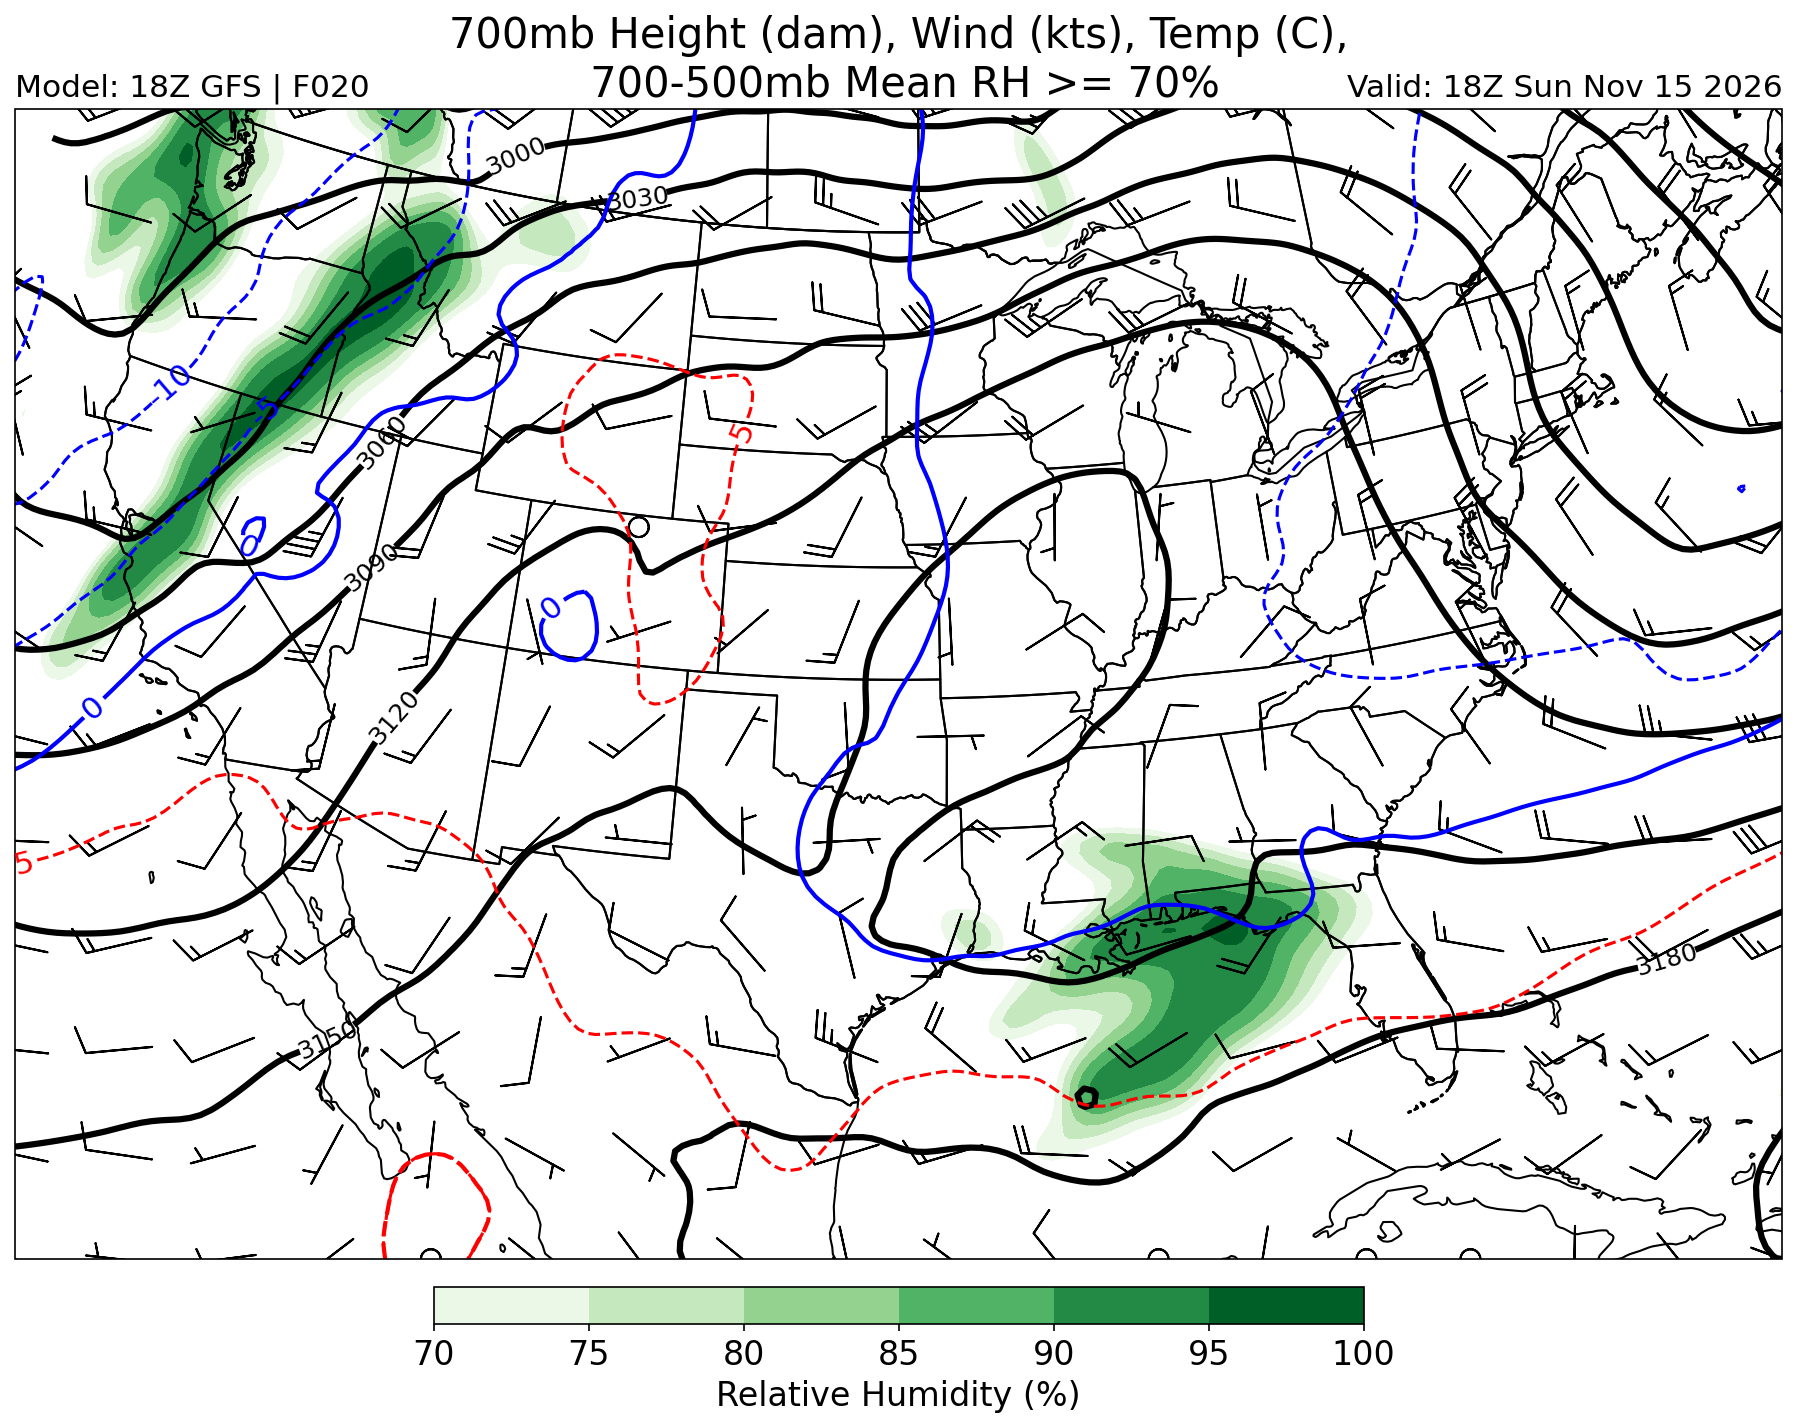 700mb Height (dam), Wind (kts), Temp (C),
700-500mb Mean RH >= 70%
Model: 18Z GFS | F020
Valid: 18Z Sun Nov 15 2026
3000
3030
-10
-5
5
3060
0
3090
0
0
3120
5
3180
3150
70 75 80 85 90 95 100
Relative Humidity (%)